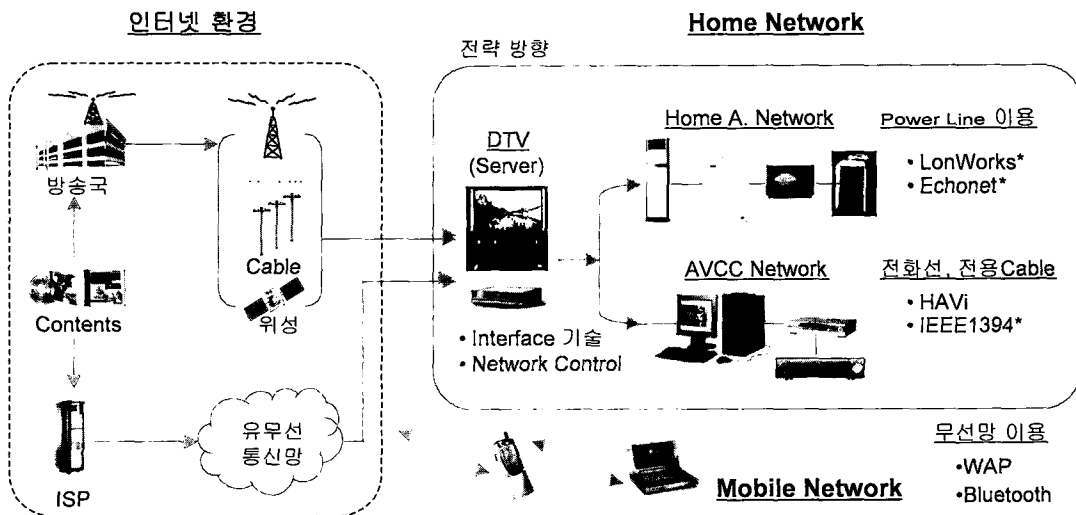 인터넷 환경
Home Network
전략 방향
방송국
Contents
ISP
Cable
위성
유무선
통신망
DTV
(Server)
• Interface 기술
• Network Control
Home A. Network
Power Line 이용
• LonWorks*
• Echonet*
AVCC Network
전화선, 전용Cable
• HAVi
• IEEE1394*
무선망 이용
•WAP
•Bluetooth
Mobile Network